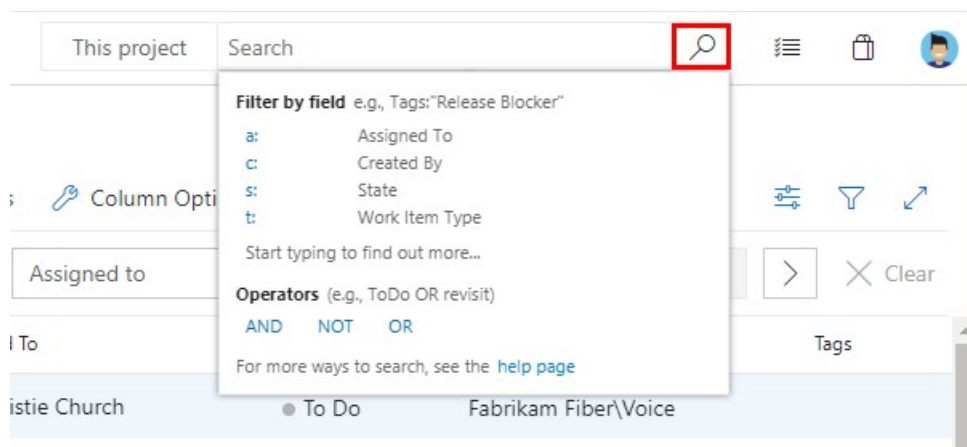 This project Search
Filter by field e.g., Tags:"Release Blocker"
a: Assigned To
c: Created By
s: State
t: Work Item Type
Column Opti
Start typing to find out more...
Assigned to Clear
Operators (e.g., ToDo OR revisit)
AND NOT OR
To Tags
For more ways to search, see the help page
istie Church To Do Fabrikam Fiber\Voice